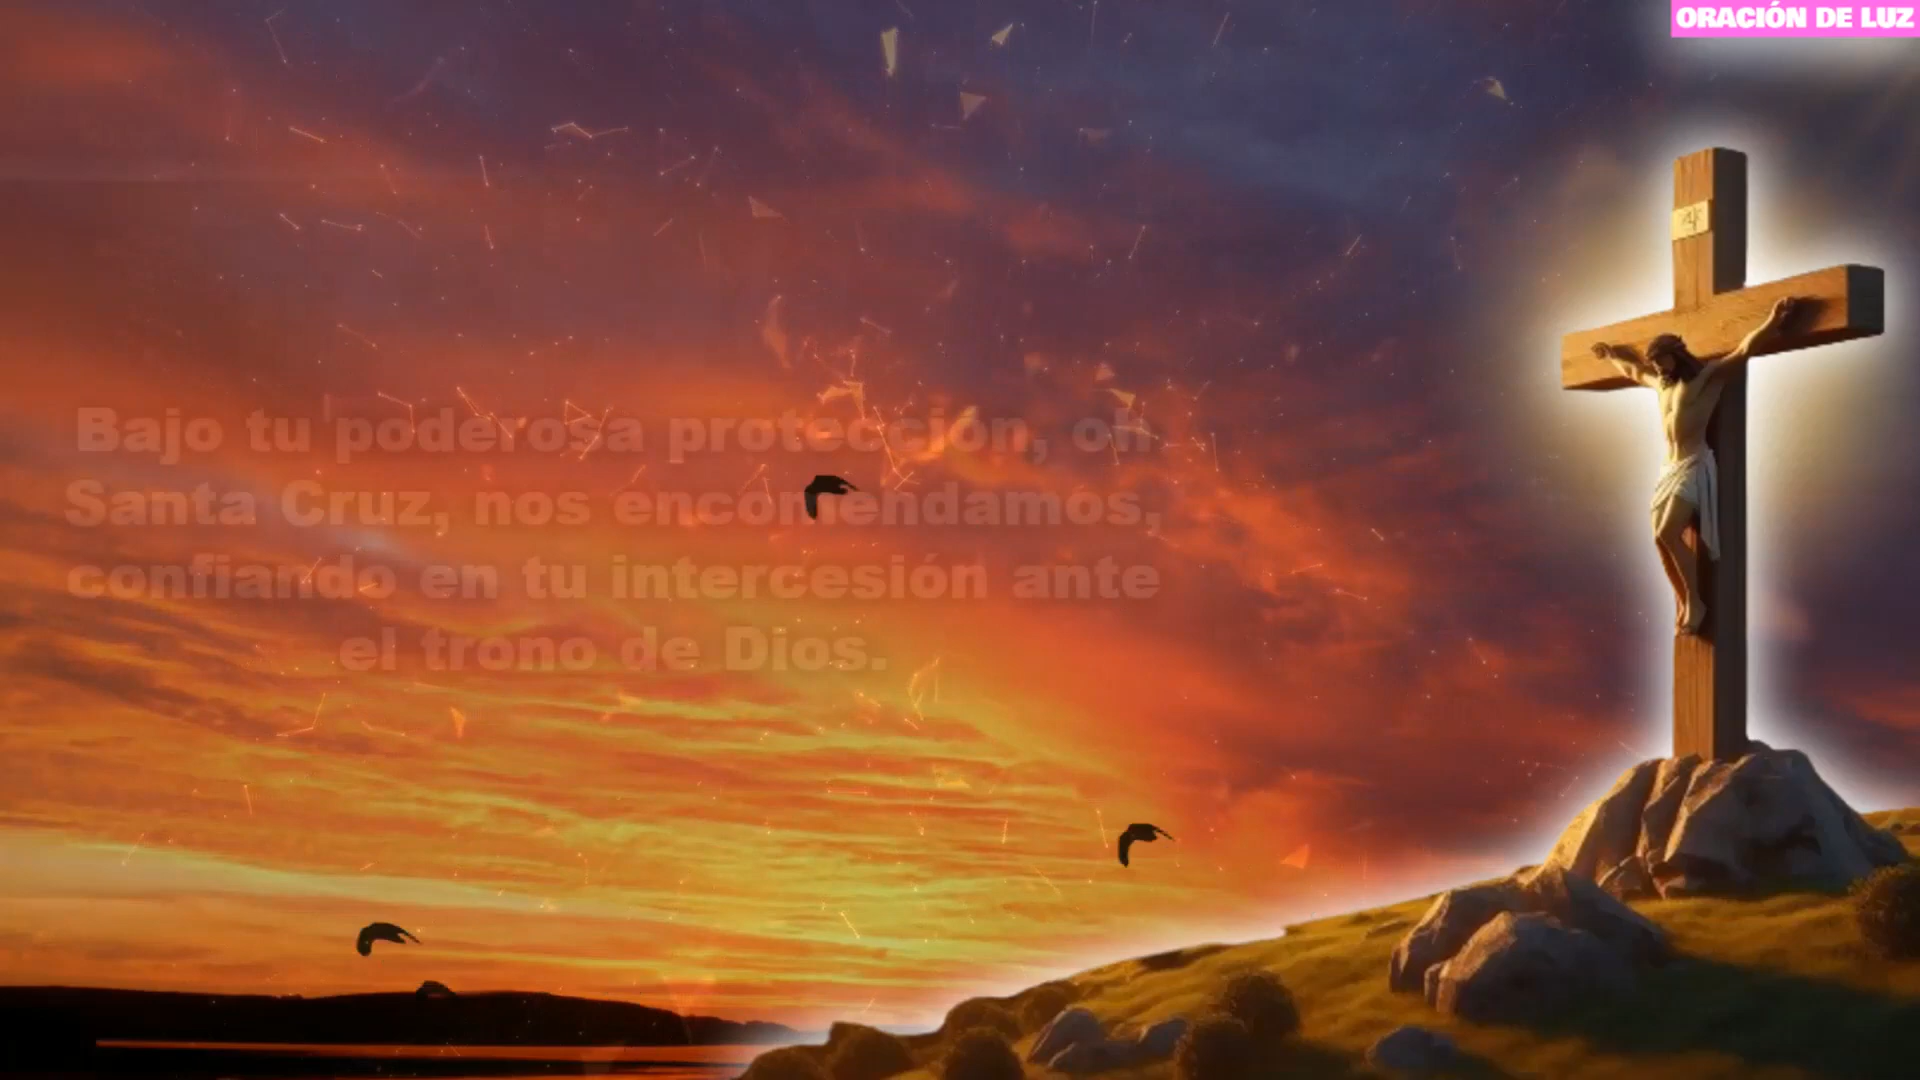 ORACIÓN DE LUZ
Bajo tu poderosa protección, oh
Santa Cruz, nos encomendamos,
confiando en tu intercesión ante
el trono de Dios.